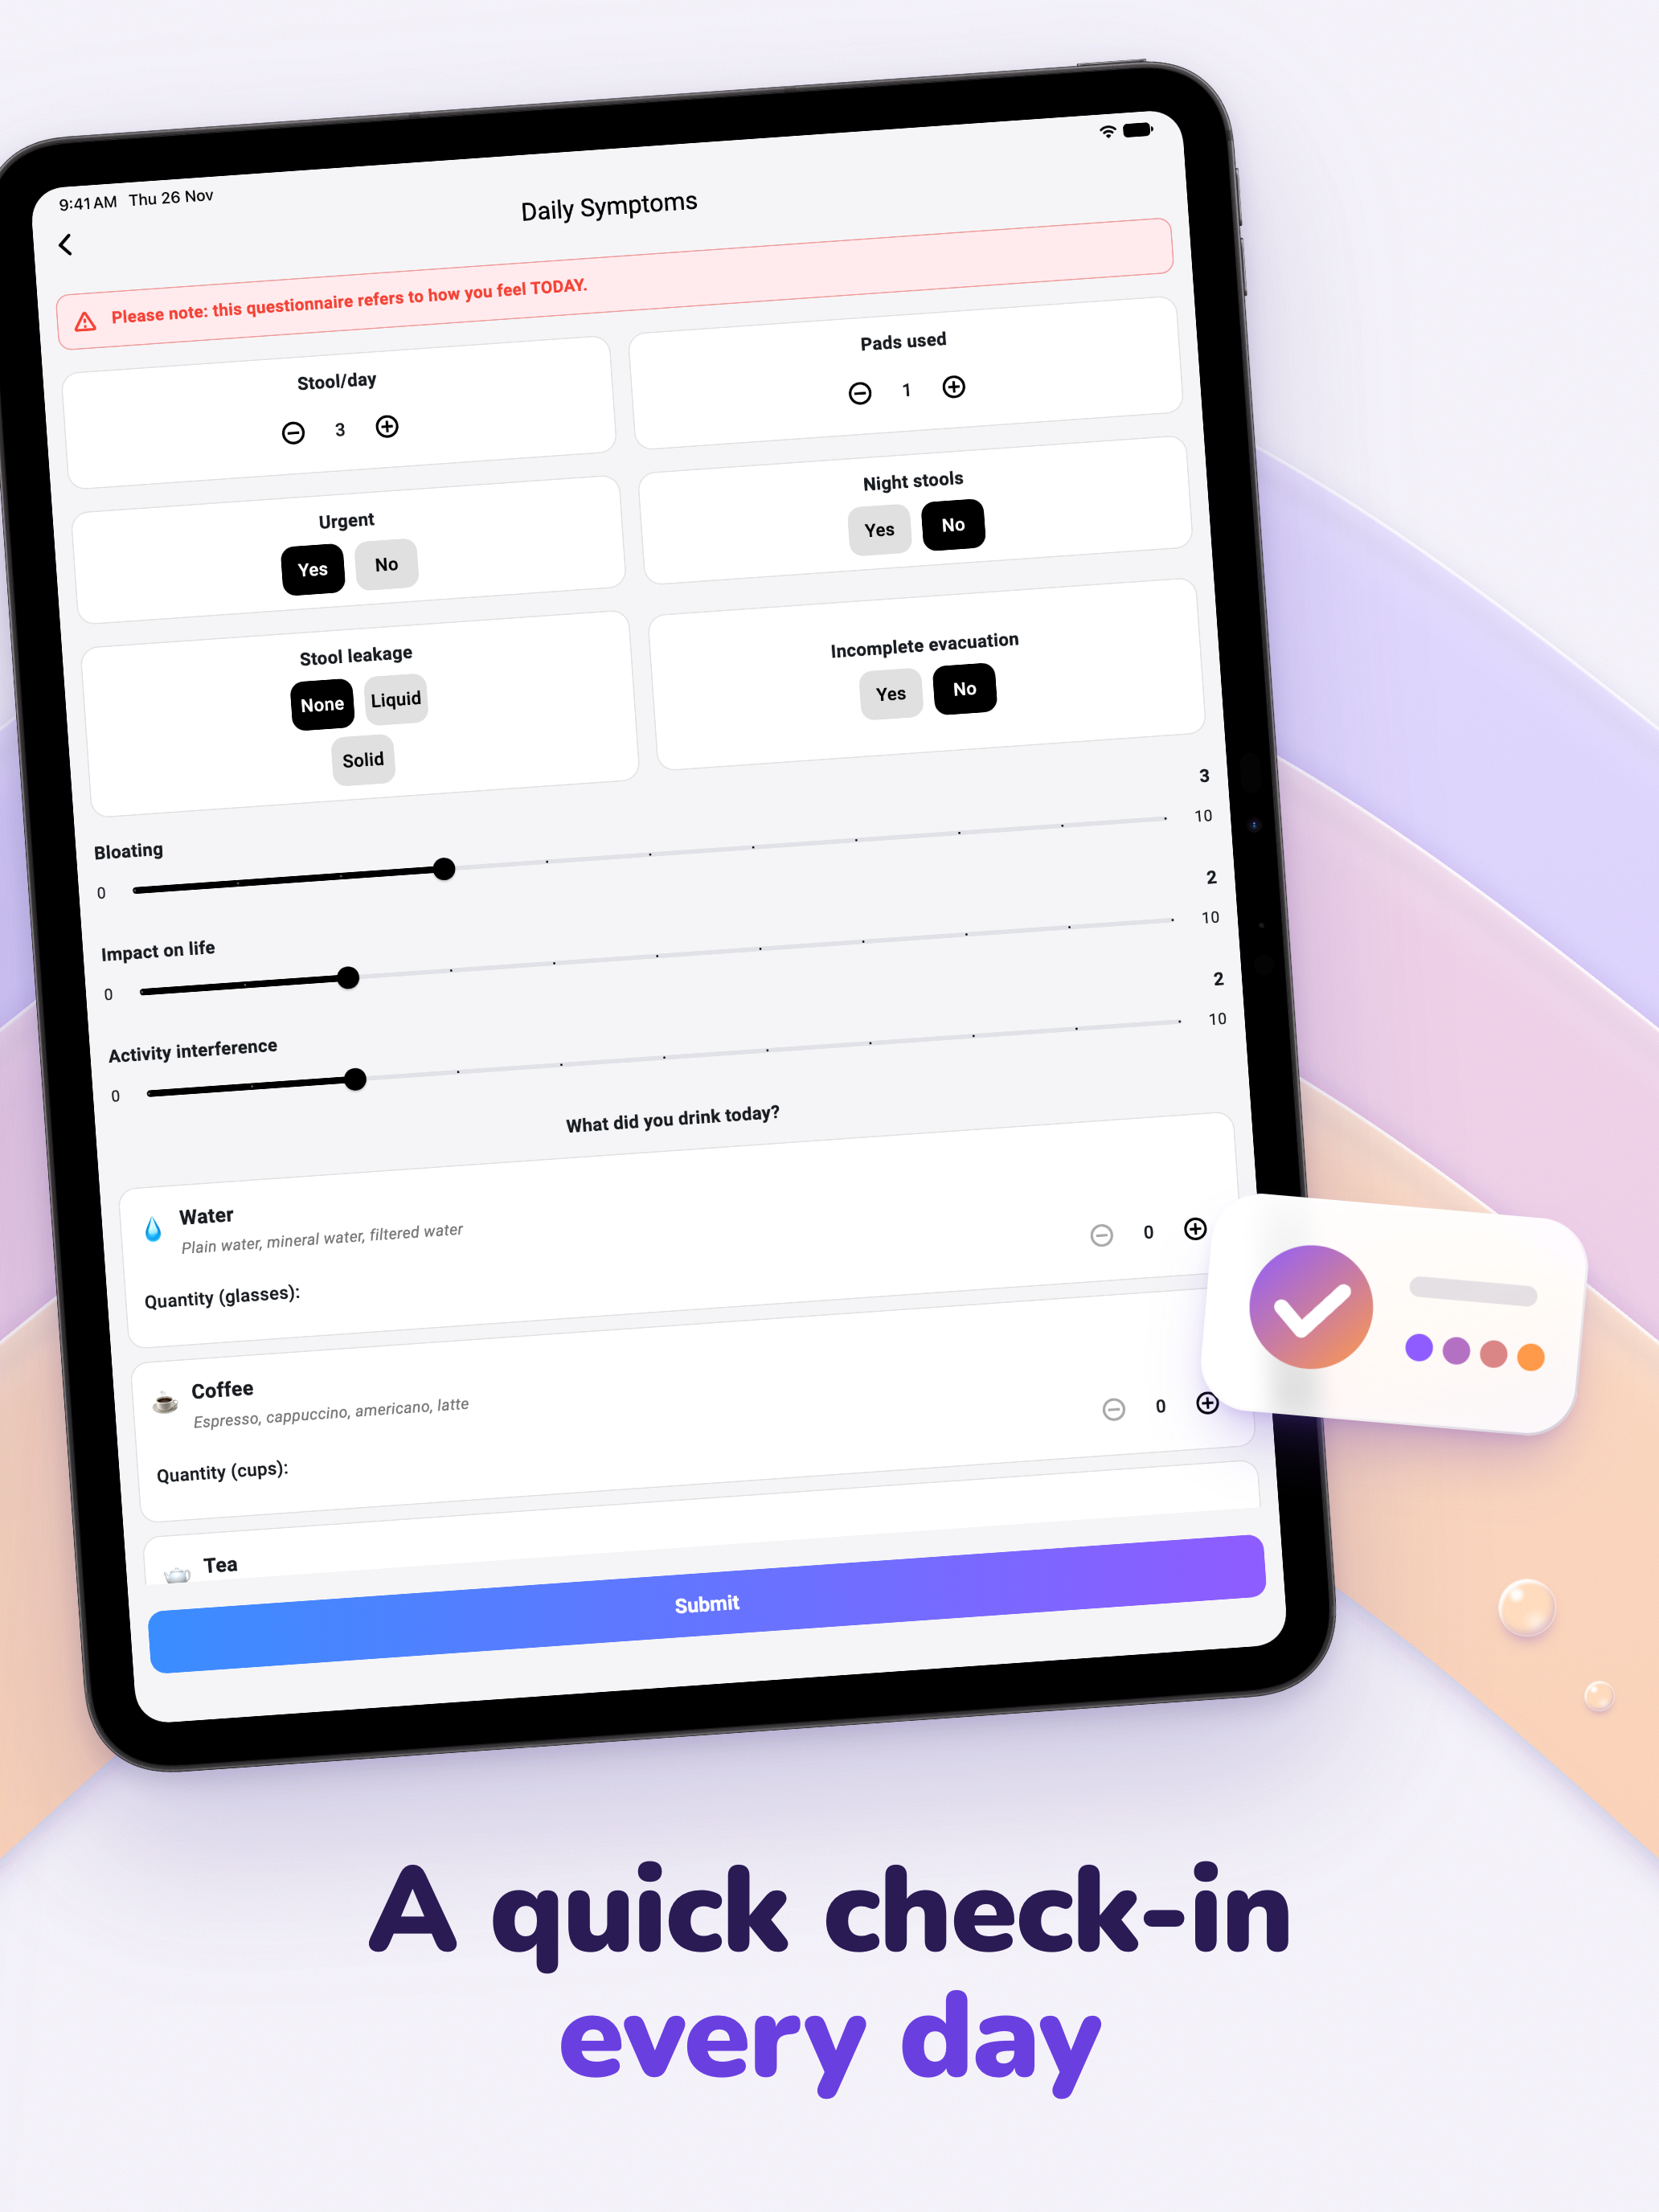 9:41 AM Thu 26 Nov
Daily Symptoms
Please note: this questionnaire refers to how you feel TODAY.
Stool/day
3
Pads used
1
Urgent
Yes No
Night stools
Yes No
Stool leakage
None Liquid
Solid
Incomplete evacuation
Yes No
Bloating
3
0 10
Impact on life
2
0 10
Activity interference
2
0 10
What did you drink today?
Water
Plain water, mineral water, filtered water
Quantity (glasses):
0
Coffee
Espresso, cappuccino, americano, latte
Quantity (cups):
0
Tea
Submit
A quick check-in
every day